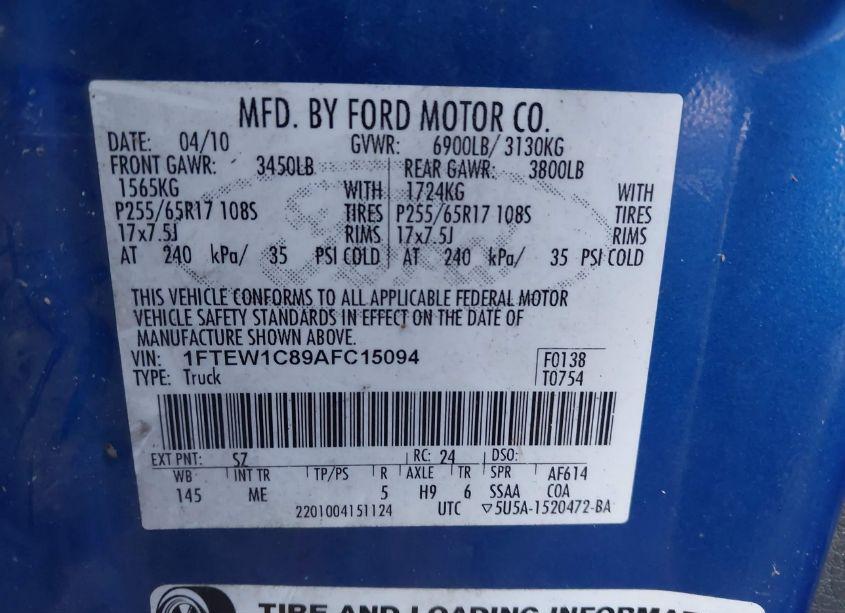 MFD. BY FORD MOTOR CO.
DATE: 04/10 GVWR: 6900LB/ 3130KG
FRONT GAWR: 3450LB REAR GAWR: 3800LB
1565KG WITH 1724KG WITH
P255/65R17 108S TIRES P255/65R17 108S TIRES
17x7.5J RIMS 17x7.5J RIMS
AT 240 kPa/ 35 PSI COLD AT 240 kPa/ 35 PSI COLD
THIS VEHICLE CONFORMS TO ALL APPLICABLE FEDERAL MOTOR
VEHICLE SAFETY STANDARDS IN EFFECT ON THE DATE OF
MANUFACTURE SHOWN ABOVE.
VIN: 1FTEW1C89AFC15094 F0138
TYPE: Truck T0754
EXT PNT: SZ RC: 24 DSO:
WB INT TR TP/PS R AXLE TR SPR AF614
145 ME 5 H9 6 SSAA COA
2201004151124 UTC ▽5U5A-1520472-BA
TIRE AND LOADING INFORMA